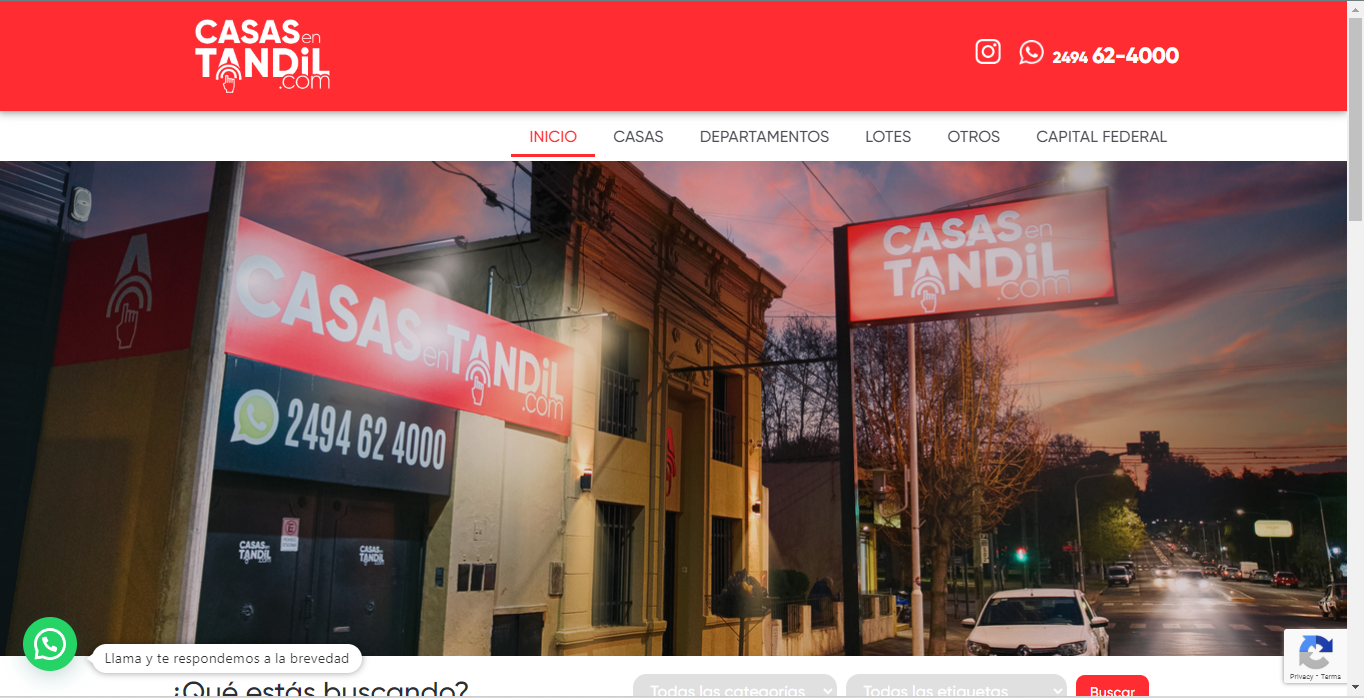 CASAS en
TANDiL
.com
2494 62-4000
INICIO CASAS DEPARTAMENTOS LOTES OTROS CAPITAL FEDERAL
CASAS en
TANDiL
.com
CASAS en TANDiL
.com
2494 62 4000
E
CASAS en
TANDiL
.com
CASAS en
TANDiL
.com
Llama y te respondemos a la brevedad
¿Qué estás buscando?
Todas las categorías
Todas las etiquetas
Buscar
Privacy - Terms